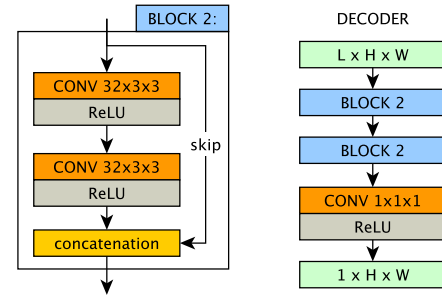 BLOCK 2:
CONV 32x3x3
ReLU
skip
CONV 32x3x3
ReLU
concatenation
DECODER
L x H x W
BLOCK 2
BLOCK 2
CONV 1x1x1
ReLU
1 x H x W